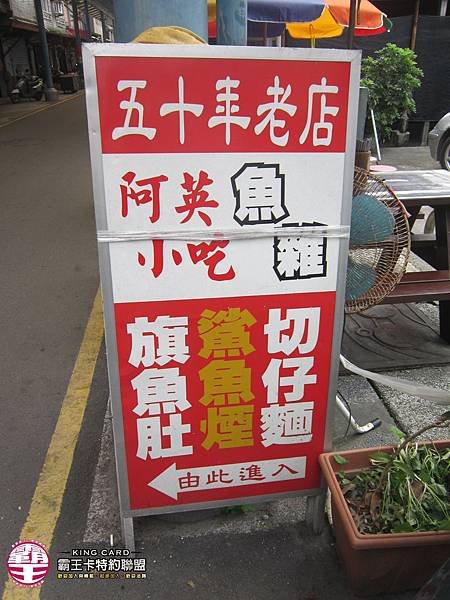 五十年老店
阿英
小吃
魚
雜
切仔麵
鯊魚煙
旗魚肚
由此進入
KING CARD
霸王卡特約聯盟